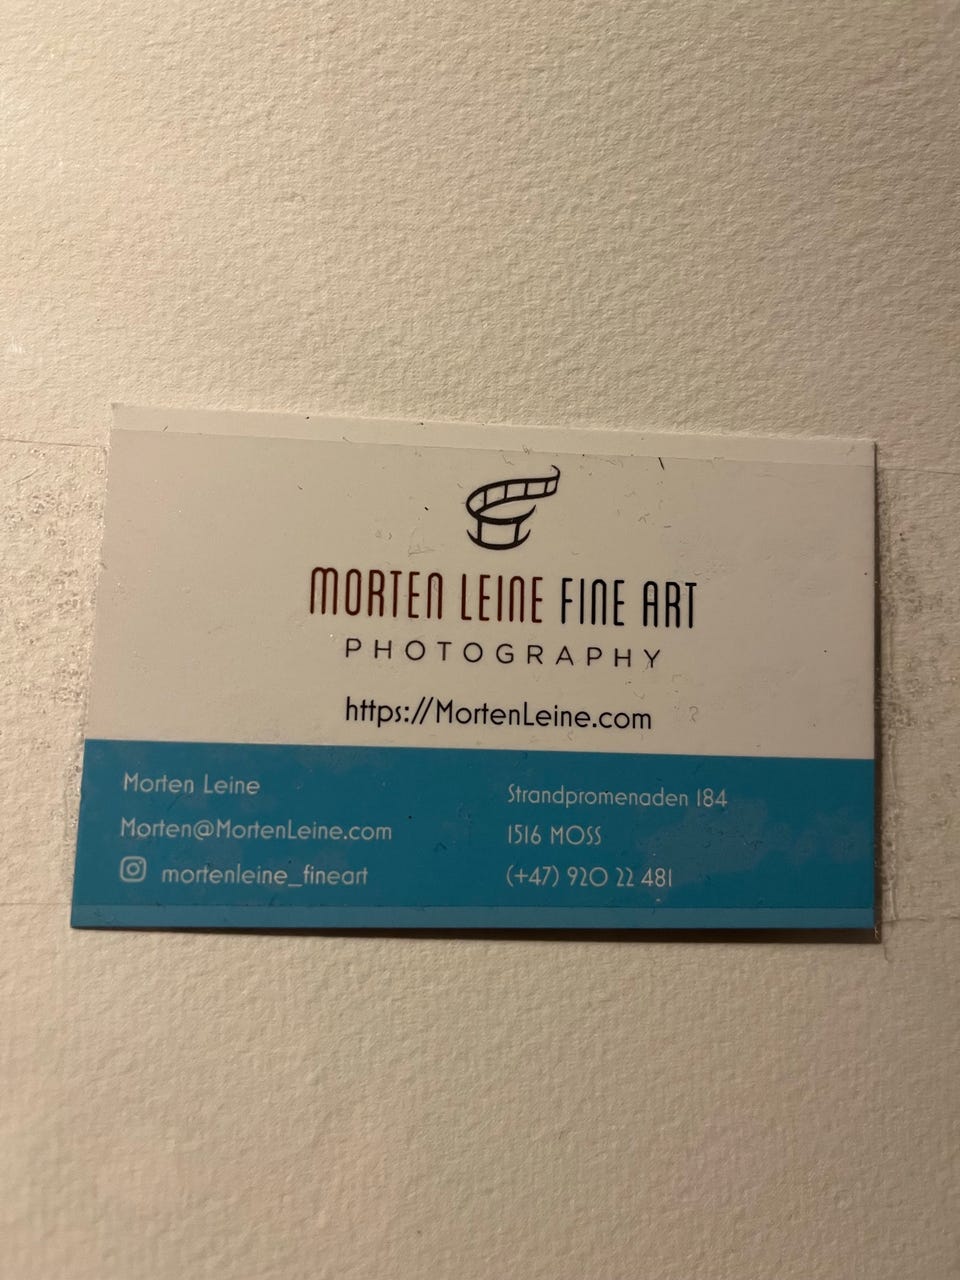 MORTEN LEINE FINE ART
PHOTOGRAPHY
https://MortenLeine.com
Morten Leine
Morten@MortenLeine.com
mortenleine_fineart
Strandpromenaden 184
1516 MOSS
(+47) 920 22 481